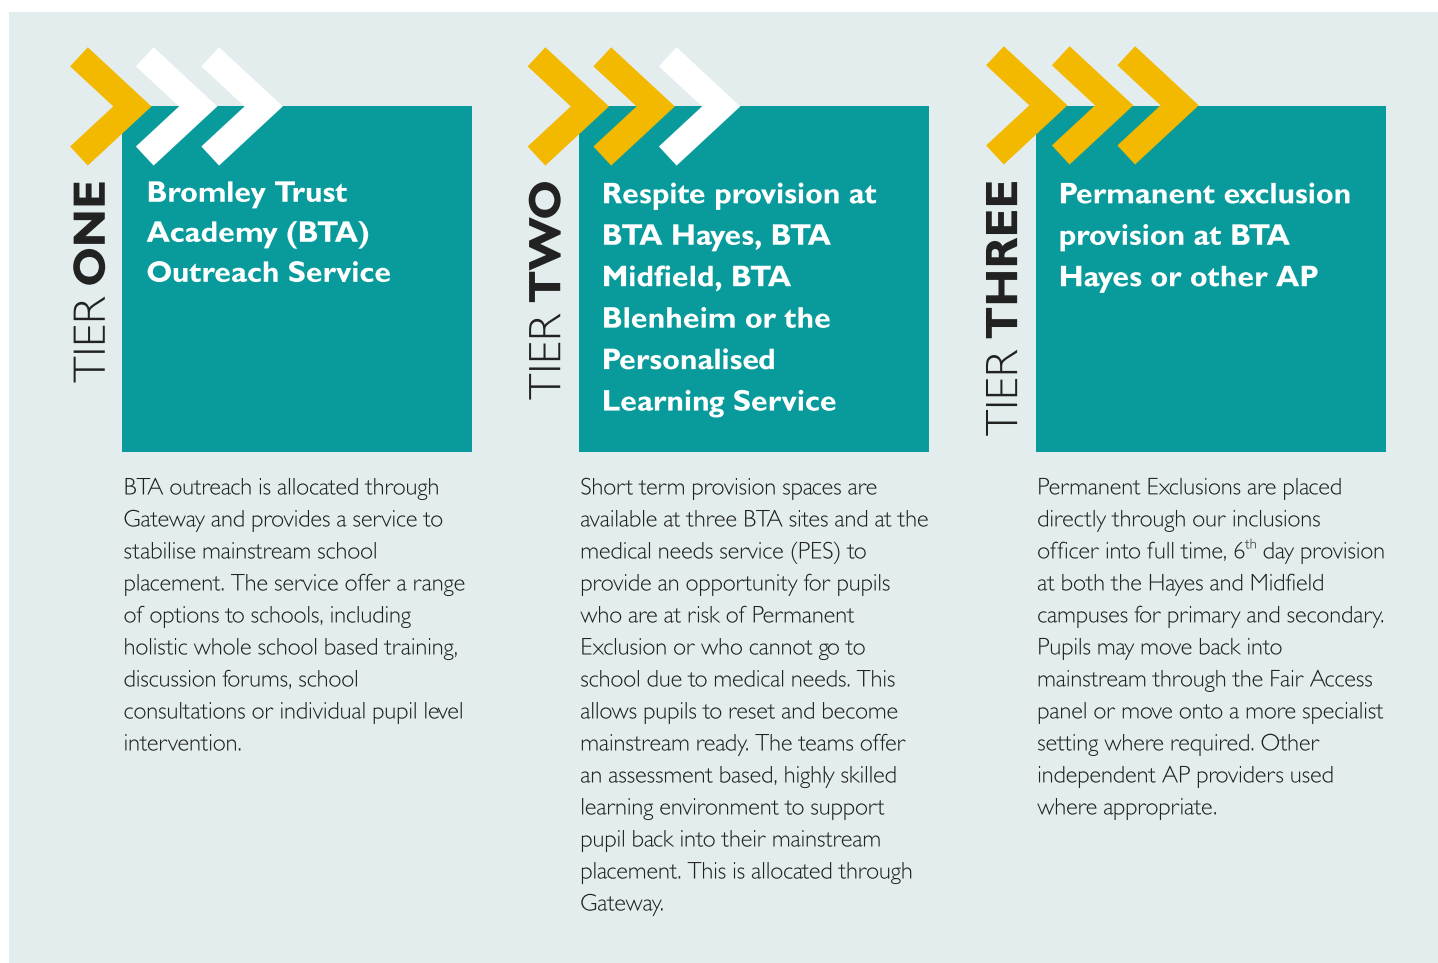 TIER ONE
Bromley Trust
Academy (BTA)
Outreach Service
BTA outreach is allocated through
Gateway and provides a service to
stabilise mainstream school
placement. The service offer a range
of options to schools, including
holistic whole school based training,
discussion forums, school
consultations or individual pupil level
intervention.
TIER TWO
Respite provision at
BTA Hayes, BTA
Midfield, BTA
Blenheim or the
Personalised
Learning Service
Short term provision spaces are
available at three BTA sites and at the
medical needs service (PES) to
provide an opportunity for pupils
who are at risk of Permanent
Exclusion or who cannot go to
school due to medical needs. This
allows pupils to reset and become
mainstream ready. The teams offer
an assessment based, highly skilled
learning environment to support
pupil back into their mainstream
placement. This is allocated through
Gateway.
TIER THREE
Permanent exclusion
provision at BTA
Hayes or other AP
Permanent Exclusions are placed
directly through our inclusions
officer into full time, 6th day provision
at both the Hayes and Midfield
campuses for primary and secondary.
Pupils may move back into
mainstream through the Fair Access
panel or move onto a more specialist
setting where required. Other
independent AP providers used
where appropriate.